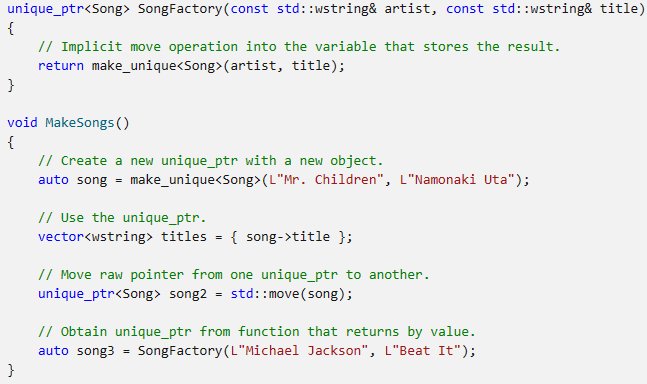 unique_ptr<Song> SongFactory(const std::wstring& artist, const std::wstring& title)
{
    // Implicit move operation into the variable that stores the result.
    return make_unique<Song>(artist, title);
}

void MakeSongs()
{
    // Create a new unique_ptr with a new object.
    auto song = make_unique<Song>(L"Mr. Children", L"Namonaki Uta");

    // Use the unique_ptr.
    vector<wstring> titles = { song->title };

    // Move raw pointer from one unique_ptr to another.
    unique_ptr<Song> song2 = std::move(song);

    // Obtain unique_ptr from function that returns by value.
    auto song3 = SongFactory(L"Michael Jackson", L"Beat It");
}